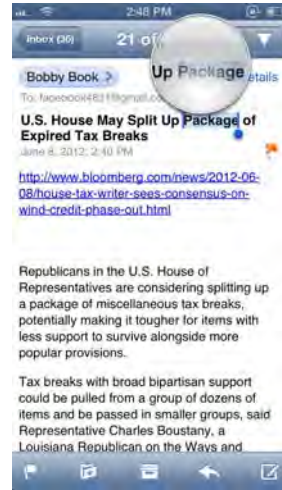 2:48 PM
Inbox (20)
21 of
Up Package
Bobby Book >
etails
To:
U.S. House May Split Up Package of
Expired Tax Breaks
June 8, 2012, 2:40 PM
http://www.bloomberg.com/news/2012-06-
08/house-tax-writer-sees-consensus-on-
wind-credit-phase-out.html
Republicans in the U.S. House of
Representatives are considering splitting up
a package of miscellaneous tax breaks,
potentially making it tougher for items with
less support to survive alongside more
popular provisions.
Tax breaks with broad bipartisan support
could be pulled from a group of dozens of
items and be passed in smaller groups, said
Representative Charles Boustany, a
Louisiana Republican on the Ways and